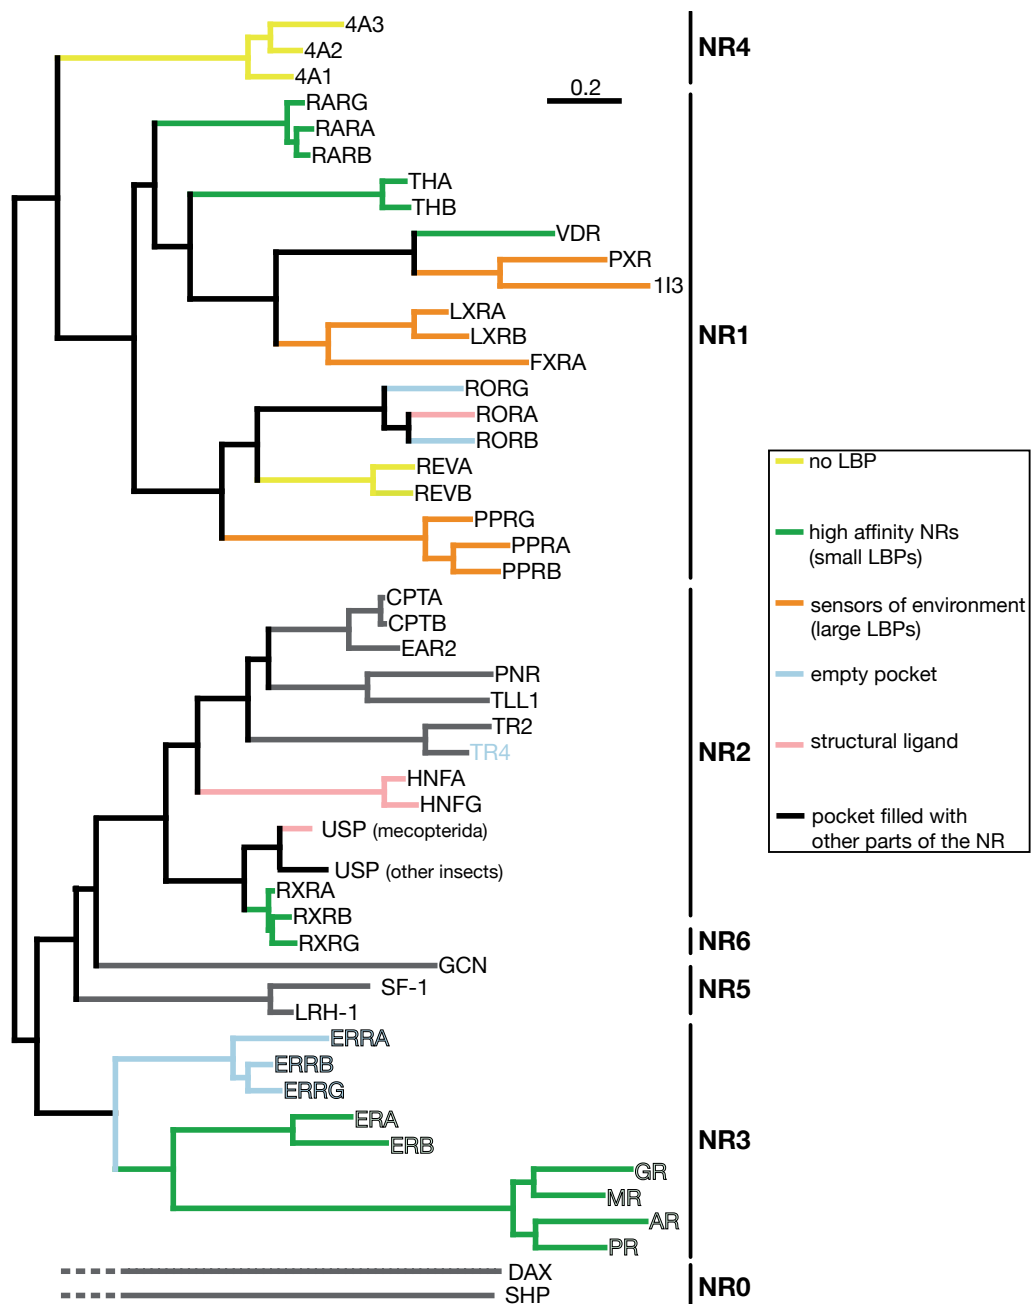 4A3
4A2
4A1
NR4
0.2
RARG
RARA
RARB
THA
THB
VDR
PXR
1I3
LXRA
LXRB
FXRA
NR1
RORG
RORA
RORB
REVA
REVB
PPRG
PPRA
PPRB
no LBP
high affinity NRs
(small LBPs)
sensors of environment
(large LBPs)
empty pocket
structural ligand
pocket filled with
other parts of the NR
CPTA
CPTB
EAR2
PNR
TLL1
TR2
TR4
NR2
HNFA
HNFG
USP (mecopterida)
USP (other insects)
RXRA
RXRB
RXRG
NR6
GCN
SF-1
LRH-1
NR5
ERRA
ERRB
ERRG
ERA
ERB
NR3
GR
MR
AR
PR
DAX
SHP
NR0